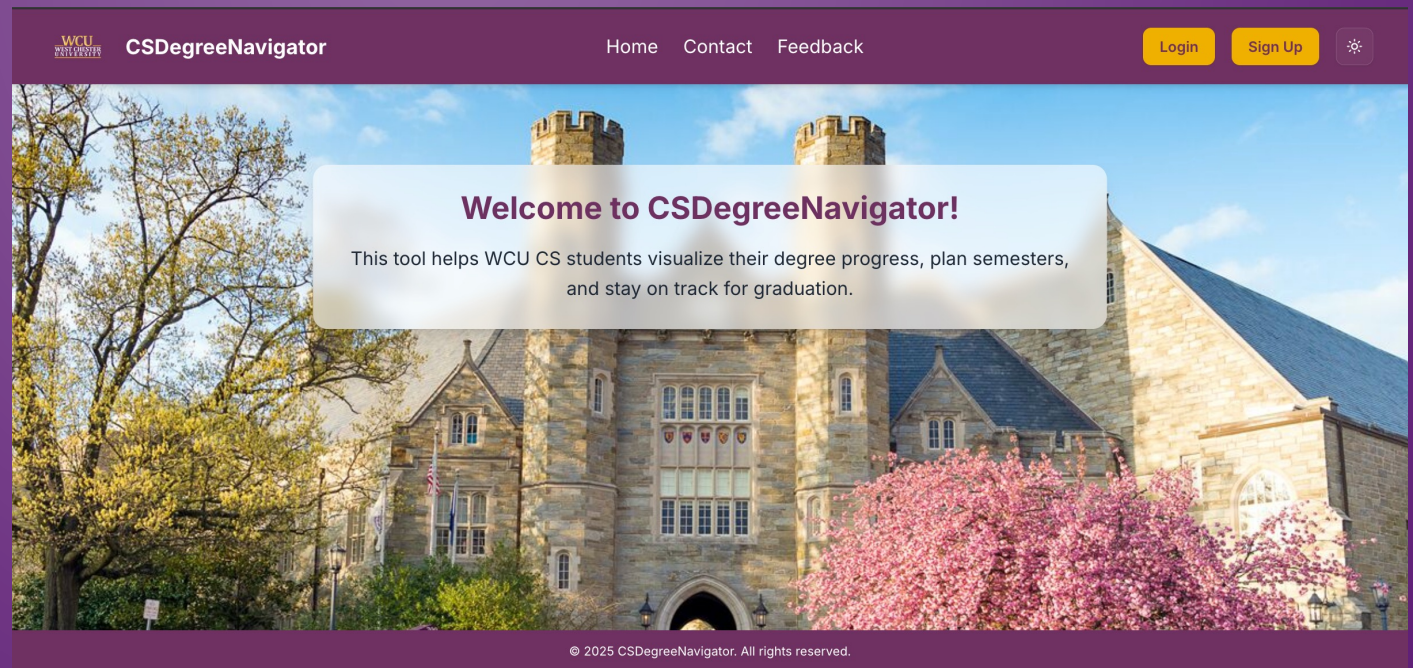 WCU
WEST CHESTER
UNIVERSITY
CSDegreeNavigator
Home
Contact
Feedback
Login
Sign Up
Welcome to CSDegreeNavigator!
This tool helps WCU CS students visualize their degree progress, plan semesters,
and stay on track for graduation.
© 2025 CSDegreeNavigator. All rights reserved.